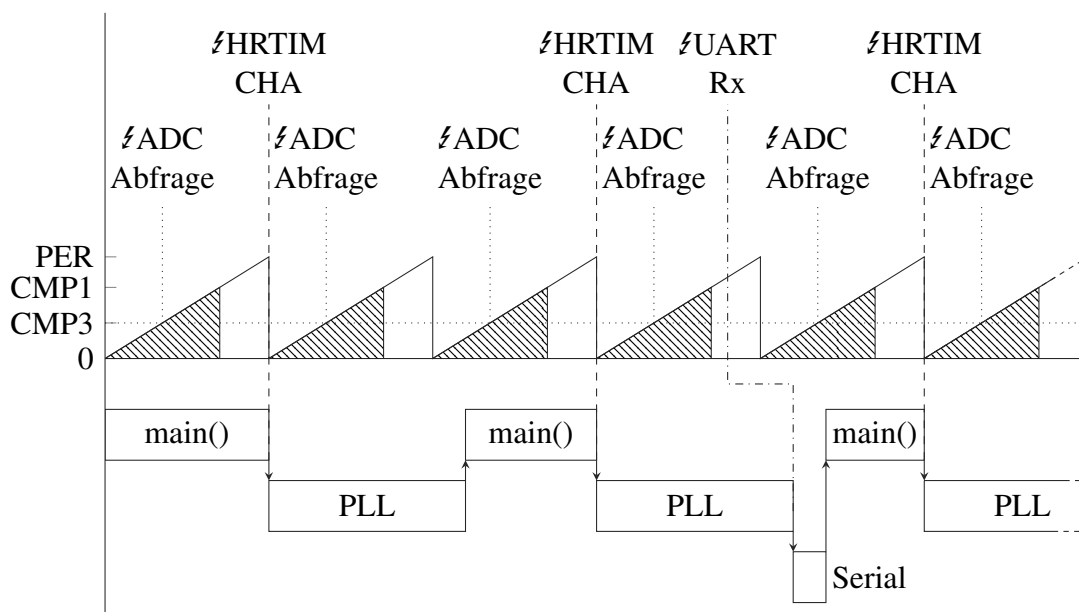 ⚡HRTIM
CHA
⚡HRTIM
CHA
⚡UART
Rx
⚡HRTIM
CHA
⚡ADC
Abfrage
⚡ADC
Abfrage
⚡ADC
Abfrage
⚡ADC
Abfrage
⚡ADC
Abfrage
⚡ADC
Abfrage
PER
CMP1
CMP3
0
main()
main()
main()
PLL
PLL
PLL
Serial